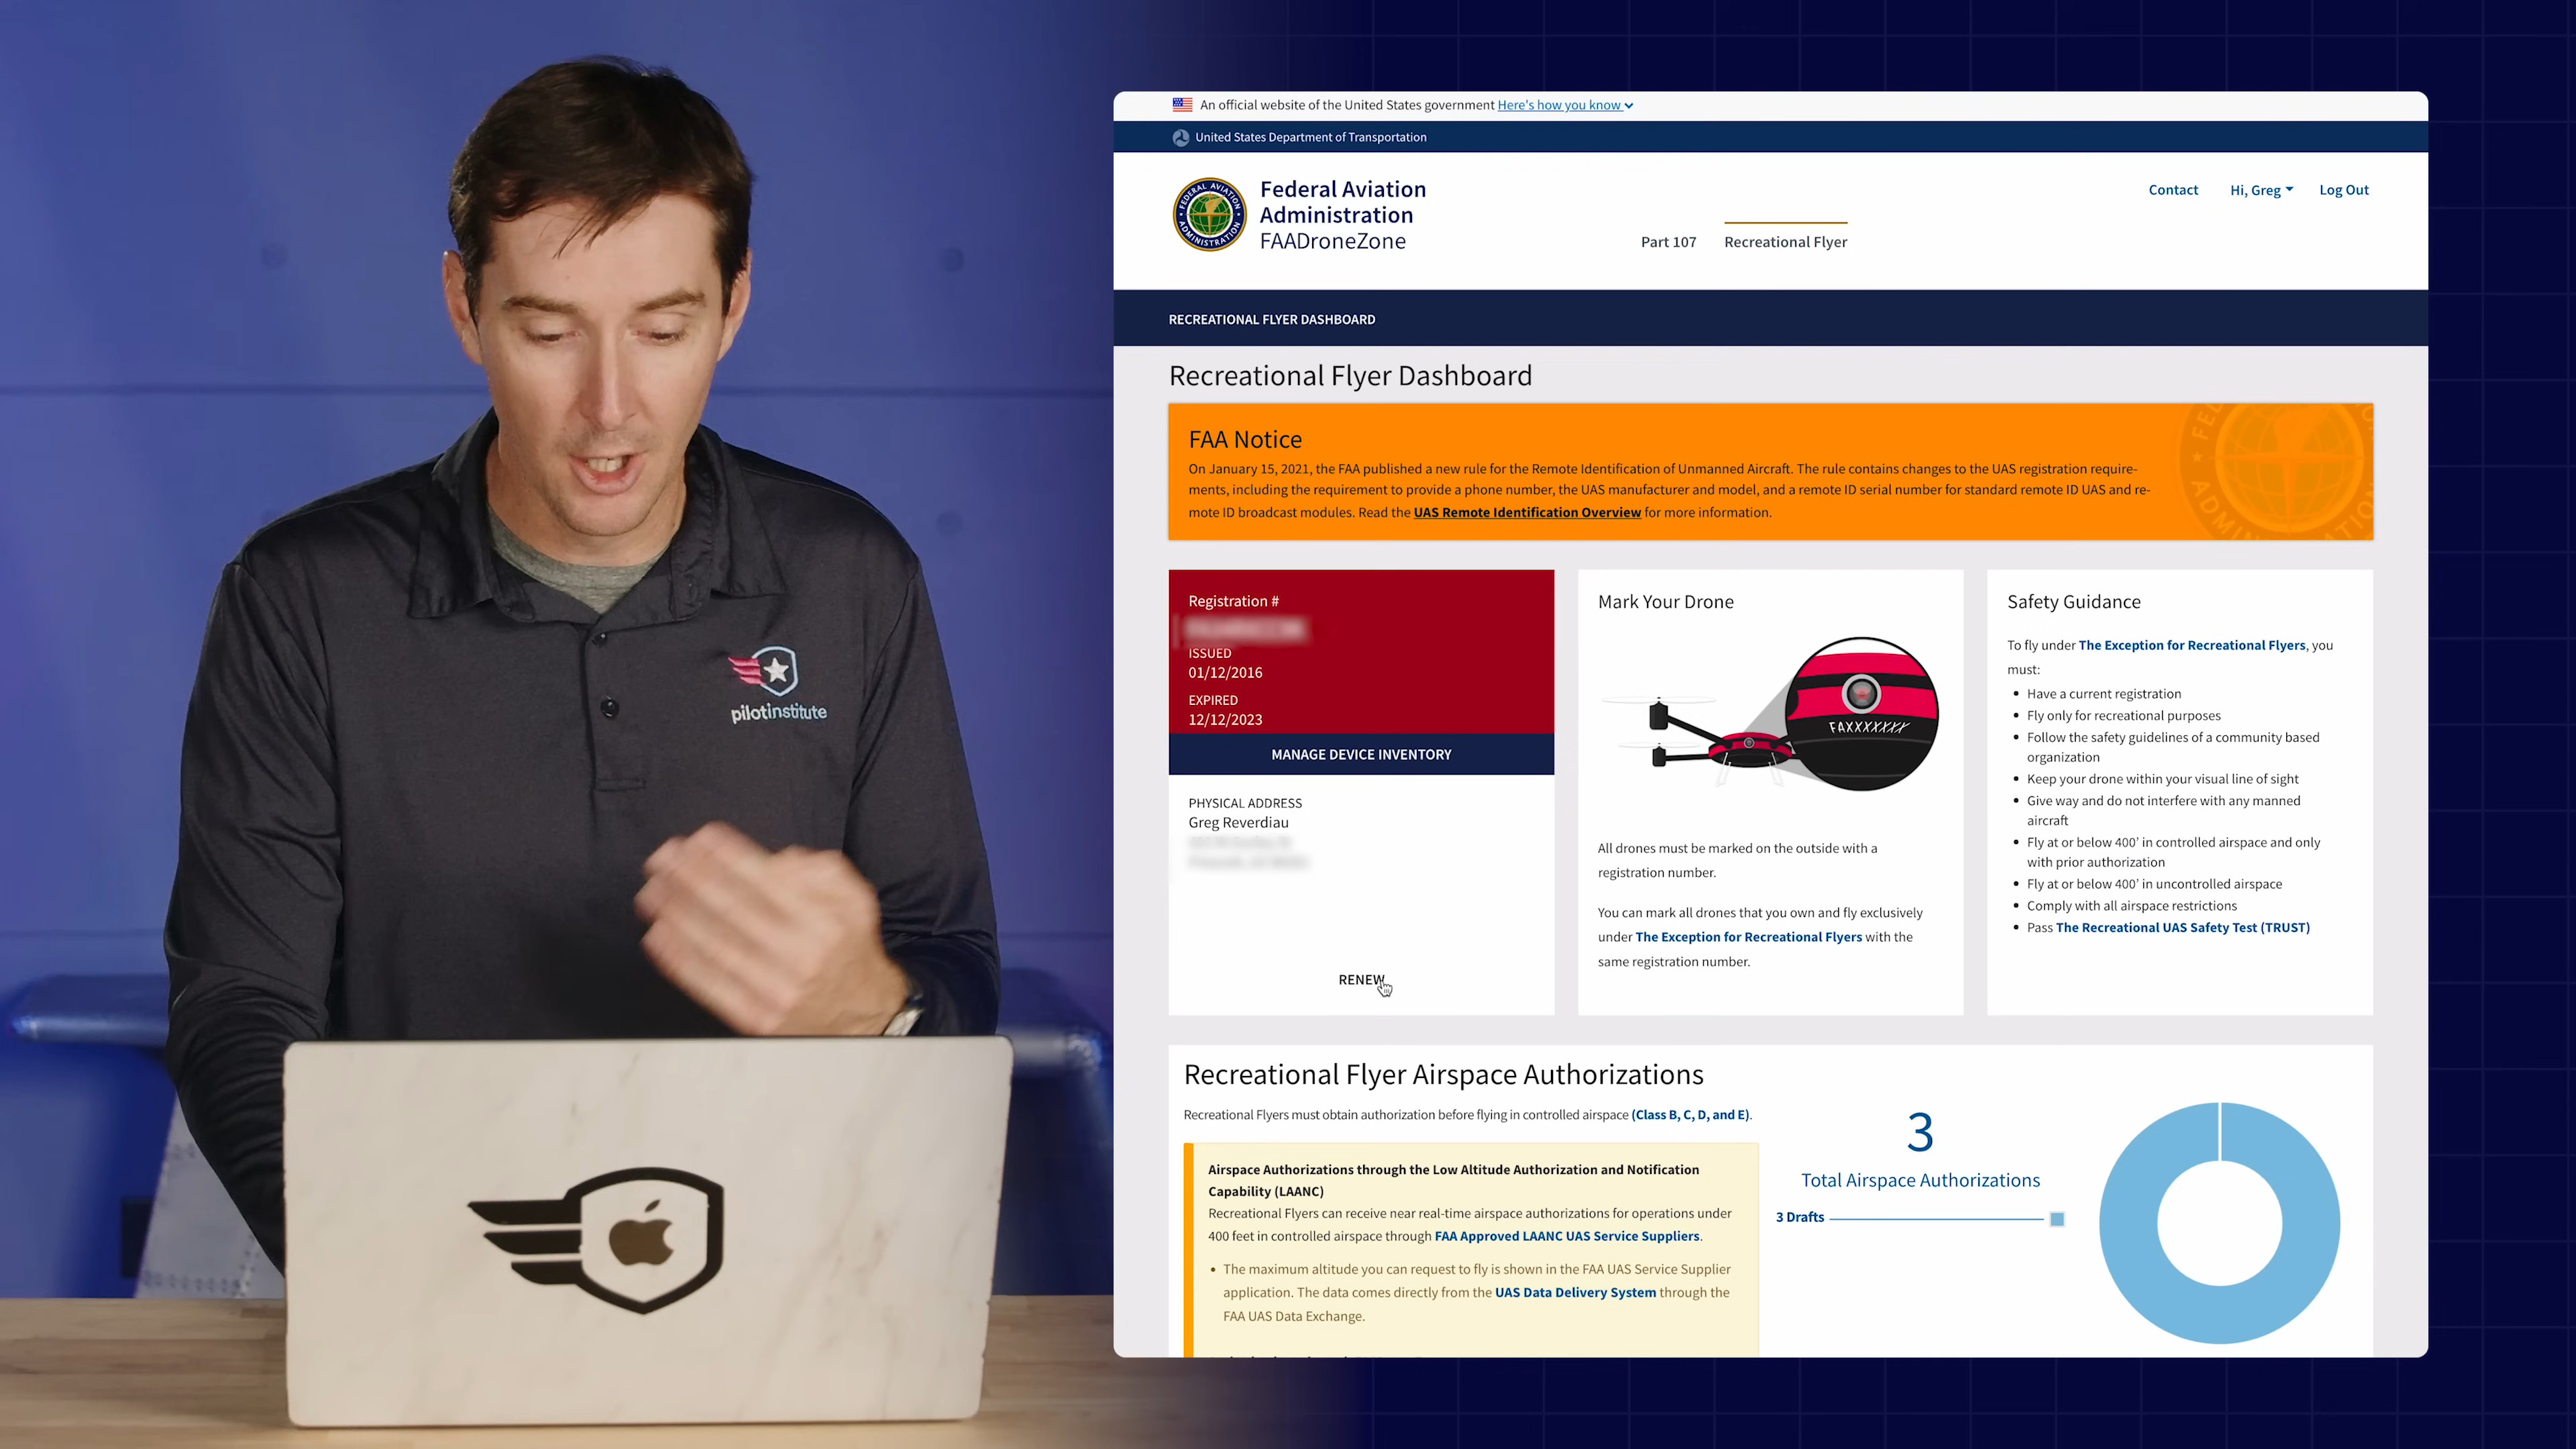 pilotinstitute
An official website of the United States government Here's how you know
United States Department of Transportation
FEDERAL AVIATION
ADMINISTRATION
Federal Aviation
Administration
FAADroneZone
Part 107
Recreational Flyer
Contact
Hi, Greg
Log Out
RECREATIONAL FLYER DASHBOARD
Recreational Flyer Dashboard
FAA Notice
On January 15, 2021, the FAA published a new rule for the Remote Identification of Unmanned Aircraft. The rule contains changes to the UAS registration require-
ments, including the requirement to provide a phone number, the UAS manufacturer and model, and a remote ID serial number for standard remote ID UAS and re-
mote ID broadcast modules. Read the UAS Remote Identification Overview for more information.
Registration #
ISSUED
01/12/2016
EXPIRED
12/12/2023
MANAGE DEVICE INVENTORY
PHYSICAL ADDRESS
Greg Reverdiau
RENEW
Mark Your Drone
FAXXXXXXX
All drones must be marked on the outside with a
registration number.
You can mark all drones that you own and fly exclusively
under The Exception for Recreational Flyers with the
same registration number.
Safety Guidance
To fly under The Exception for Recreational Flyers, you
must:
• Have a current registration
• Fly only for recreational purposes
• Follow the safety guidelines of a community based
organization
• Keep your drone within your visual line of sight
• Give way and do not interfere with any manned
aircraft
• Fly at or below 400' in controlled airspace and only
with prior authorization
• Fly at or below 400' in uncontrolled airspace
• Comply with all airspace restrictions
• Pass The Recreational UAS Safety Test (TRUST)
Recreational Flyer Airspace Authorizations
Recreational Flyers must obtain authorization before flying in controlled airspace (Class B, C, D, and E).
Airspace Authorizations through the Low Altitude Authorization and Notification
Capability (LAANC)
Recreational Flyers can receive near real-time airspace authorizations for operations under
400 feet in controlled airspace through FAA Approved LAANC UAS Service Suppliers.
• The maximum altitude you can request to fly is shown in the FAA UAS Service Supplier
application. The data comes directly from the UAS Data Delivery System through the
FAA UAS Data Exchange.
3
Total Airspace Authorizations
3 Drafts